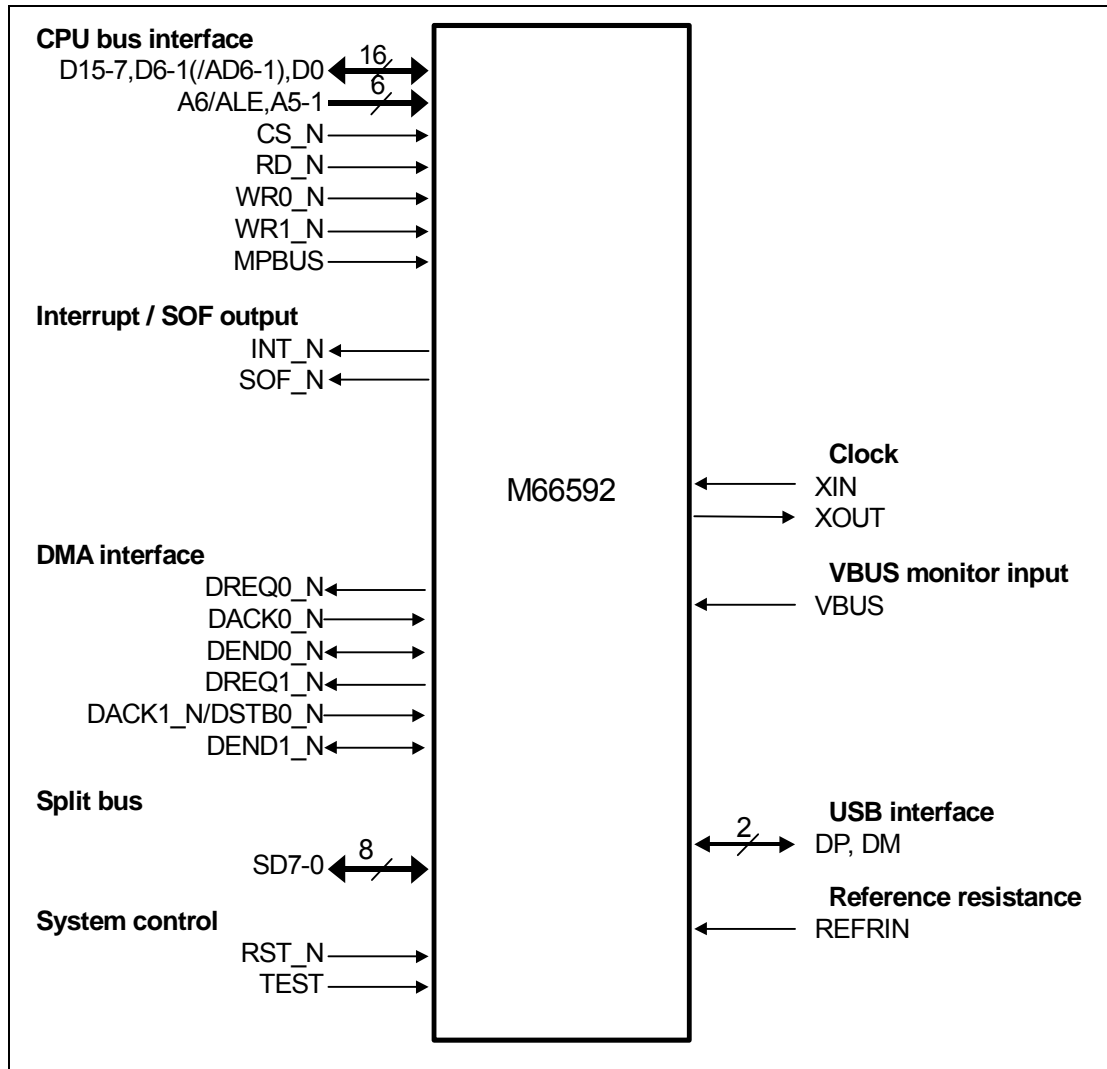 CPU bus interface
D15-7,D6-1(/AD6-1),D0 16
A6/ALE,A5-1 6
CS_N
RD_N
WR0_N
WR1_N
MPBUS
Interrupt / SOF output
INT_N
SOF_N
DMA interface
DREQ0_N
DACK0_N
DEND0_N
DREQ1_N
DACK1_N/DSTB0_N
DEND1_N
Split bus
SD7-0 8
System control
RST_N
TEST
M66592
Clock
XIN
XOUT
VBUS monitor input
VBUS
USB interface
2 DP, DM
Reference resistance
REFRIN